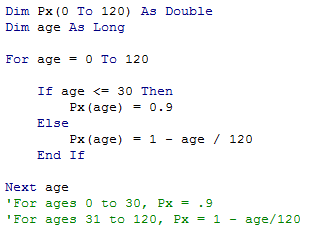 Dim Px(0 To 120) As Double
Dim age As Long
For age = 0 To 120
If age <= 30 Then
Px(age) = 0.9
Else
Px(age) = 1 - age / 120
End If
Next age
'For ages 0 to 30, Px = .9
'For ages 31 to 120, Px = 1 - age/120